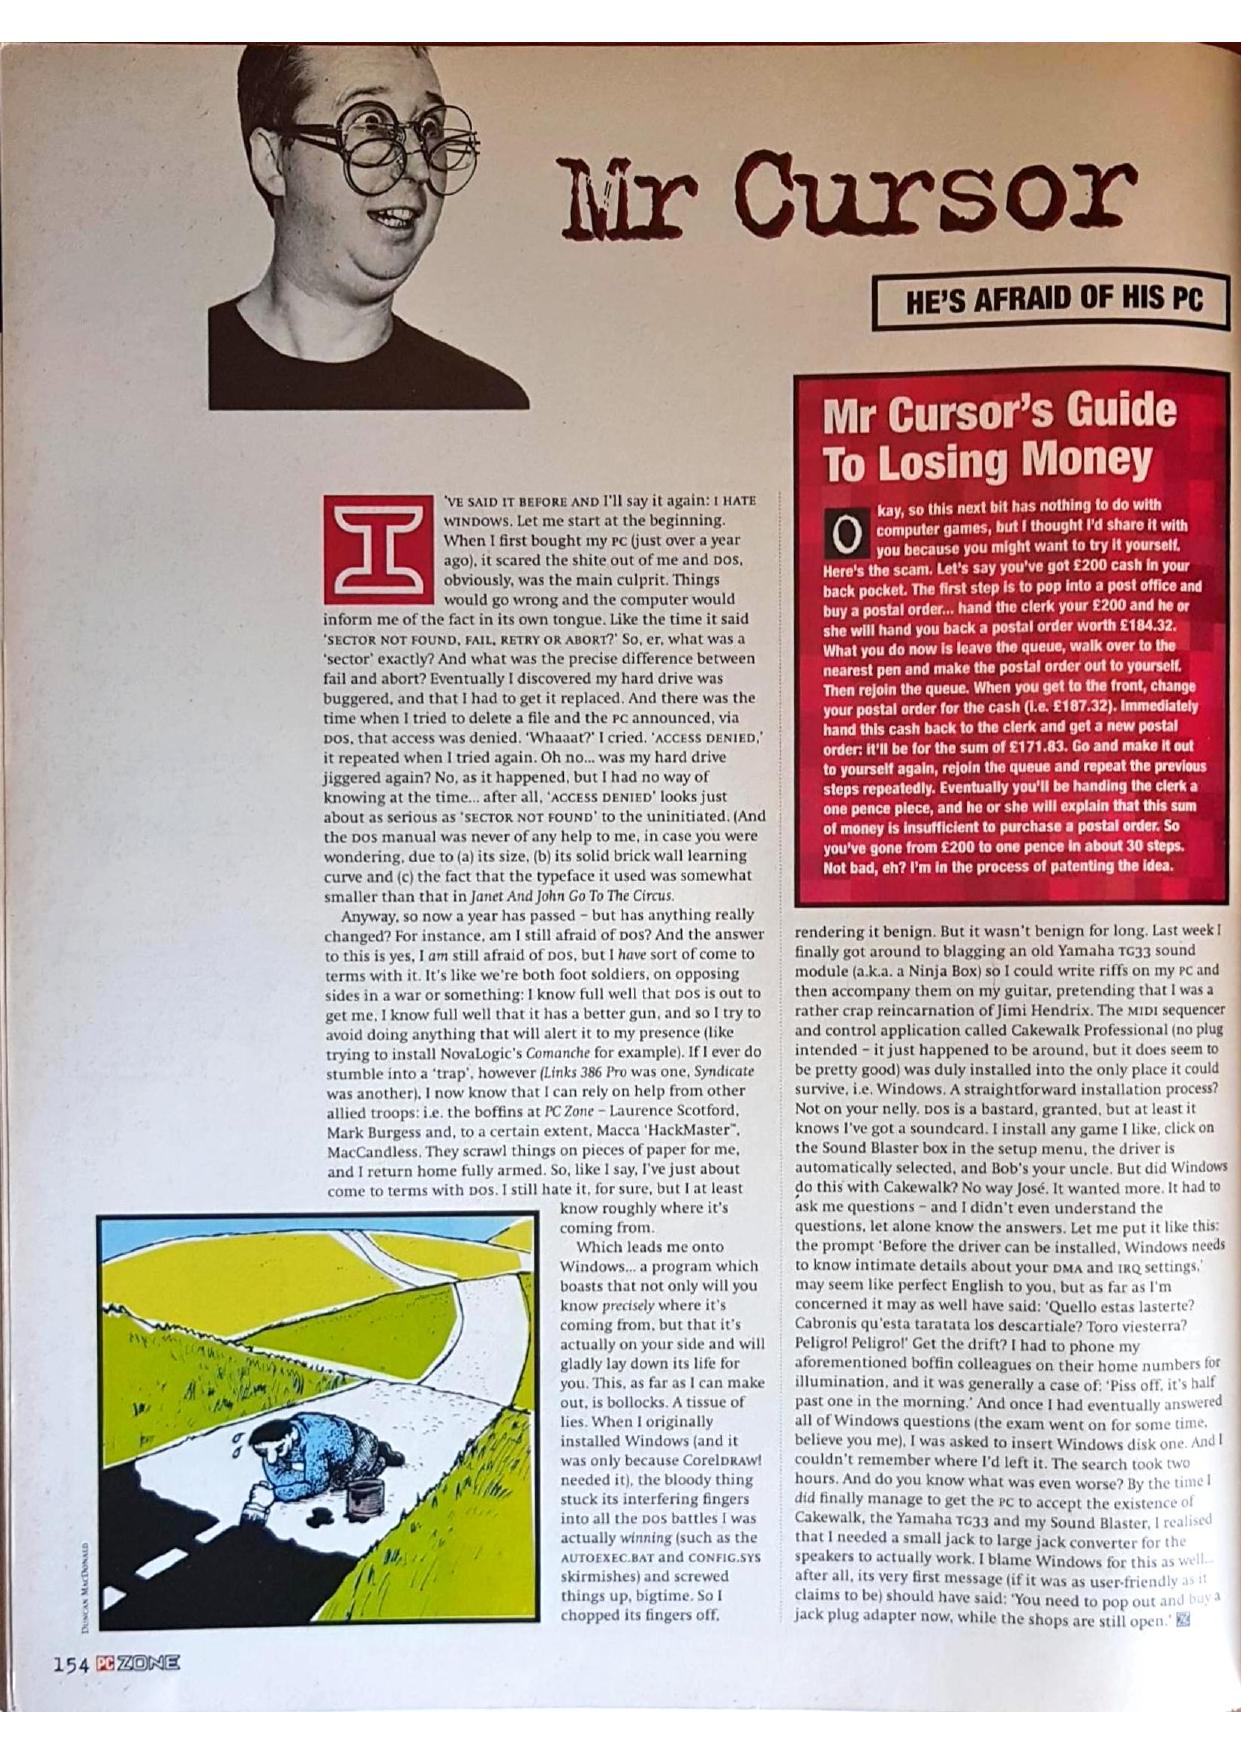 Mr Cursor
HE'S AFRAID OF HIS PC
I'VE SAID IT BEFORE AND I'll say it again: I HATE
WINDOWS. Let me start at the beginning.
When I first bought my PC (just over a year
ago), it scared the shite out of me and DOS,
obviously, was the main culprit. Things
would go wrong and the computer would
inform me of the fact in its own tongue. Like the time it said
'SECTOR NOT FOUND, FAIL, RETRY OR ABORT?' So, er, what was a
'sector' exactly? And what was the precise difference between
fail and abort? Eventually I discovered my hard drive was
buggered, and that I had to get it replaced. And there was the
time when I tried to delete a file and the PC announced, via
DOS, that access was denied. 'Whaaat?' I cried. 'ACCESS DENIED,'
it repeated when I tried again. Oh no... was my hard drive
jiggered again? No, as it happened, but I had no way of
knowing at the time... after all, 'ACCESS DENIED' looks just
about as serious as 'SECTOR NOT FOUND' to the uninitiated. (And
the DOS manual was never of any help to me, in case you were
wondering, due to (a) its size, (b) its solid brick wall learning
curve and (c) the fact that the typeface it used was somewhat
smaller than that in Janet And John Go To The Circus.
Anyway, so now a year has passed – but has anything really
changed? For instance, am I still afraid of DOS? And the answer
to this is yes, I am still afraid of DOS, but I have sort of come to
terms with it. It's like we're both foot soldiers, on opposing
sides in a war or something: I know full well that DOS is out to
get me, I know full well that it has a better gun, and so I try to
avoid doing anything that will alert it to my presence (like
trying to install NovaLogic's Comanche for example). If I ever do
stumble into a 'trap', however (Links 386 Pro was one, Syndicate
was another), I now know that I can rely on help from other
allied troops: i.e. the boffins at PC Zone – Laurence Scotford,
Mark Burgess and, to a certain extent, Macca 'HackMaster™'
MacCandless. They scrawl things on pieces of paper for me,
and I return home fully armed. So, like I say, I've just about
come to terms with DOS. I still hate it, for sure, but I at least
know roughly where it's
coming from.
Which leads me onto
Windows... a program which
boasts that not only will you
know precisely where it's
coming from, but that it's
actually on your side and will
gladly lay down its life for
you. This, as far as I can make
out, is bollocks. A tissue of
lies. When I originally
installed Windows (and it
was only because CorelDRAW!
needed it), the bloody thing
stuck its interfering fingers
into all the DOS battles I was
actually winning (such as the
AUTOEXEC.BAT and CONFIG.SYS
skirmishes) and screwed
things up, bigtime. So I
chopped its fingers off,
Mr Cursor's Guide
To Losing Money
Okay, so this next bit has nothing to do with
computer games, but I thought I'd share it with
you because you might want to try it yourself.
Here's the scam. Let's say you've got £200 cash in your
back pocket. The first step is to pop into a post office and
buy a postal order... hand the clerk your £200 and he or
she will hand you back a postal order worth £184.32.
What you do now is leave the queue, walk over to the
nearest pen and make the postal order out to yourself.
Then rejoin the queue. When you get to the front, change
your postal order for the cash (i.e. £187.32). Immediately
hand this cash back to the clerk and get a new postal
order: it'll be for the sum of £171.83. Go and make it out
to yourself again, rejoin the queue and repeat the previous
steps repeatedly. Eventually you'll be handing the clerk a
one pence piece, and he or she will explain that this sum
of money is insufficient to purchase a postal order. So
you've gone from £200 to one pence in about 30 steps.
Not bad, eh? I'm in the process of patenting the idea.
rendering it benign. But it wasn't benign for long. Last week I
finally got around to blagging an old Yamaha TG33 sound
module (a.k.a. a Ninja Box) so I could write riffs on my PC and
then accompany them on my guitar, pretending that I was a
rather crap reincarnation of Jimi Hendrix. The MIDI sequencer
and control application called Cakewalk Professional (no plug
intended – it just happened to be around, but it does seem to
be pretty good) was duly installed into the only place it could
survive, i.e. Windows. A straightforward installation process?
Not on your nelly. DOS is a bastard, granted, but at least it
knows I've got a soundcard. I install any game I like, click on
the Sound Blaster box in the setup menu, the driver is
automatically selected, and Bob's your uncle. But did Windows
do this with Cakewalk? No way José. It wanted more. It had to
ask me questions – and I didn't even understand the
questions, let alone know the answers. Let me put it like this:
the prompt 'Before the driver can be installed, Windows needs
to know intimate details about your DMA and IRQ settings,'
may seem like perfect English to you, but as far as I'm
concerned it may as well have said: 'Quello estas lasterte?
Cabronis qu'esta taratata los descartiale? Toro viesterra?
Peligro! Peligro!' Get the drift? I had to phone my
aforementioned boffin colleagues on their home numbers for
illumination, and it was generally a case of: 'Piss off, it's half
past one in the morning.' And once I had eventually answered
all of Windows questions (the exam went on for some time,
believe you me), I was asked to insert Windows disk one. And I
couldn't remember where I'd left it. The search took two
hours. And do you know what was even worse? By the time I
did finally manage to get the PC to accept the existence of
Cakewalk, the Yamaha TG33 and my Sound Blaster, I realised
that I needed a small jack to large jack converter for the
speakers to actually work. I blame Windows for this as well...
after all, its very first message (if it was as user-friendly as it
claims to be) should have said: 'You need to pop out and buy a
jack plug adapter now, while the shops are still open.' PZ
DUNCAN MACDONALD
154 PC ZONE